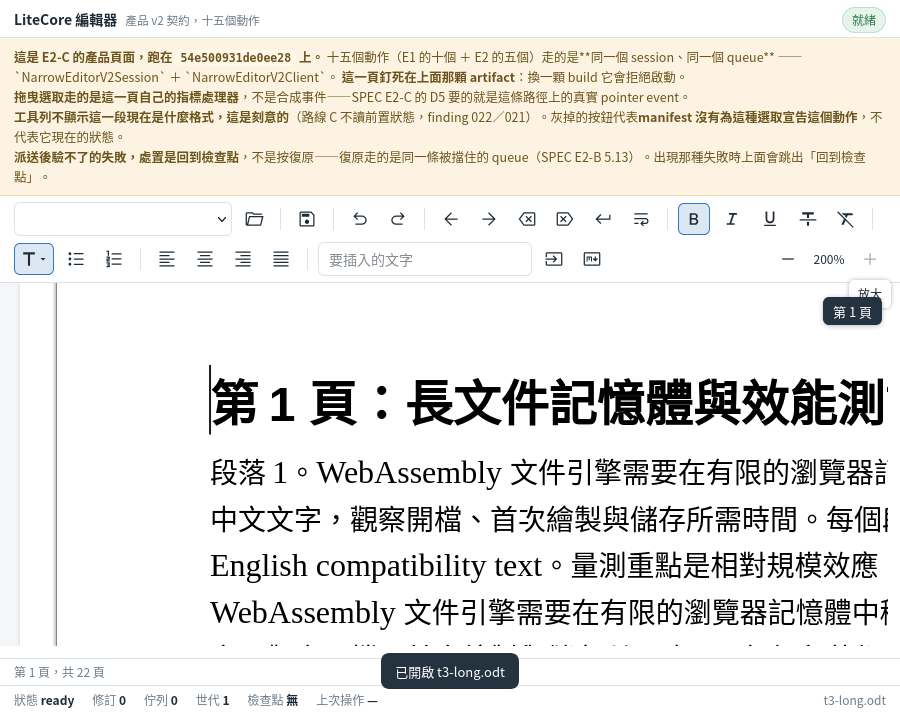 LiteCore 編輯器 產品 v2 契約，十五個動作 就緒
這是 E2-C 的產品頁面，跑在 54e500931de0ee28 上。 十五個動作（E1 的十個 ＋ E2 的五個）走的是**同一個 session、同一個 queue** ——
`NarrowEditorV2Session` ＋ `NarrowEditorV2Client`。 這一頁釘死在上面那顆 artifact：換一顆 build 它會拒絕啟動。
拖曳選取走的是這一頁自己的指標處理器，不是合成事件——SPEC E2-C 的 D5 要的就是這條路徑上的真實 pointer event。
工具列不顯示這一段現在是什麼格式，這是刻意的（路線 C 不讀前置狀態，finding 022／021）。灰掉的按鈕代表manifest 沒有為這種選取宣告這個動作，不
代表它現在的狀態。
派送後驗不了的失敗，處置是回到檢查點，不是按復原——復原走的是同一條被擋住的 queue（SPEC E2-B 5.13）。出現那種失敗時上面會跳出「回到檢查
點」。
B I U T T
T 要插入的文字 200%
放大
第 1 頁
第 1 頁：長文件記憶體與效能測
段落 1。WebAssembly 文件引擎需要在有限的瀏覽器
中文文字，觀察開檔、首次繪製與儲存所需時間。每個
English compatibility text。量測重點是相對規模效應
WebAssembly 文件引擎需要在有限的瀏覽器記憶體中
已開啟 t3-long.odt
第 1 頁，共 22 頁
狀態 ready 修訂 0 佇列 0 世代 1 檢查點 無 上次操作 — t3-long.odt